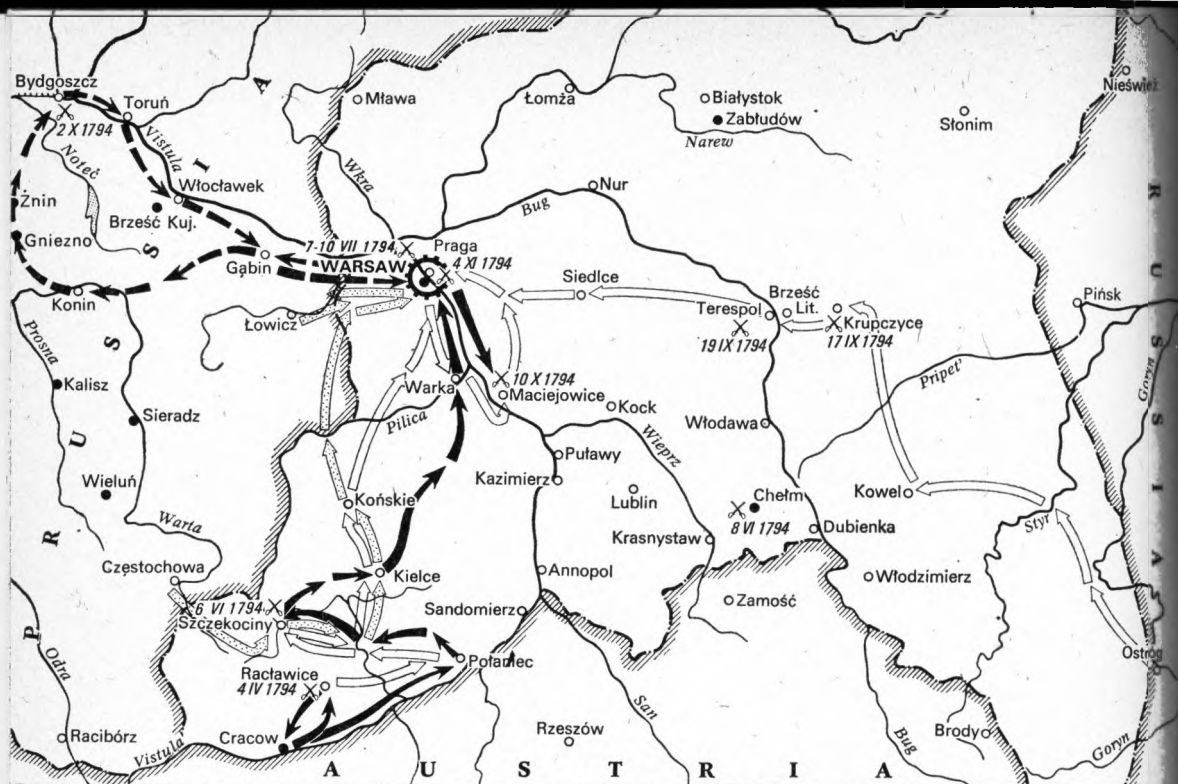 Bydgoszcz
2 X 1794
Toruń
Vistula
Noteć
Żnin
Gniezno
Brześć Kuj.
Włocławek
Gąbin
Konin
Mława
Wkra
Łomża
Białystok
Zabłudów
Narew
Słonim
Nieśwież
Nur
Bug
7-10 VII 1794
WARSAW
Praga
4 XI 1794
Siedlce
Łowicz
Terespol
19 IX 1794
Brześć
Lit.
Krupczyce
17 IX 1794
Pińsk
Pripet'
Goryn
Prosna
Kalisz
Sieradz
Wieluń
Warta
Warka
Pilica
10 X 1794
Maciejowice
Kock
Wieprz
Włodawa
Puławy
Kazimierz
Lublin
Chełm
8 VI 1794
Krasnystaw
Dubienka
Kowel
Styr
Końskie
Kielce
Annopol
Sandomierz
Zamość
Włodzimierz
Częstochowa
6 VI 1794
Szczekociny
Racławice
4 IV 1794
Połaniec
Ostróg
Odra
Racibórz
Vistula
Cracow
Rzeszów
San
Bug
Brody
Goryn
PRUSSIA
AUSTRIA
RUSSIA